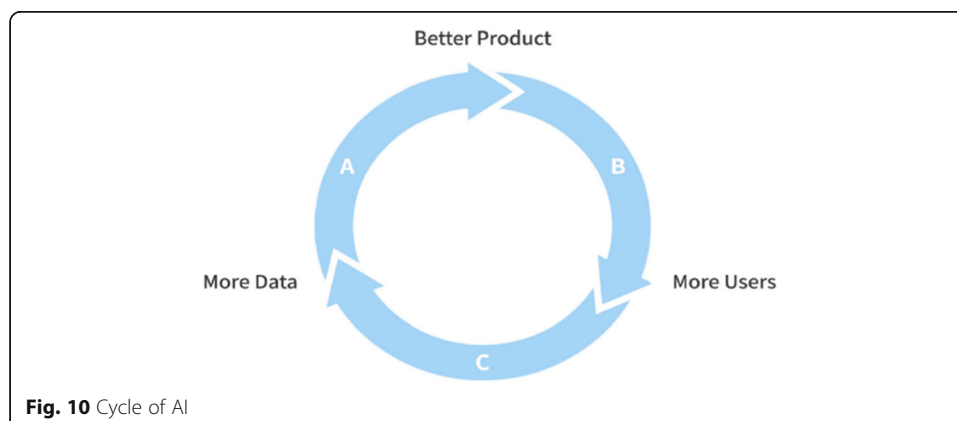 Better Product
A
B
More Data
More Users
C
Fig. 10 Cycle of AI